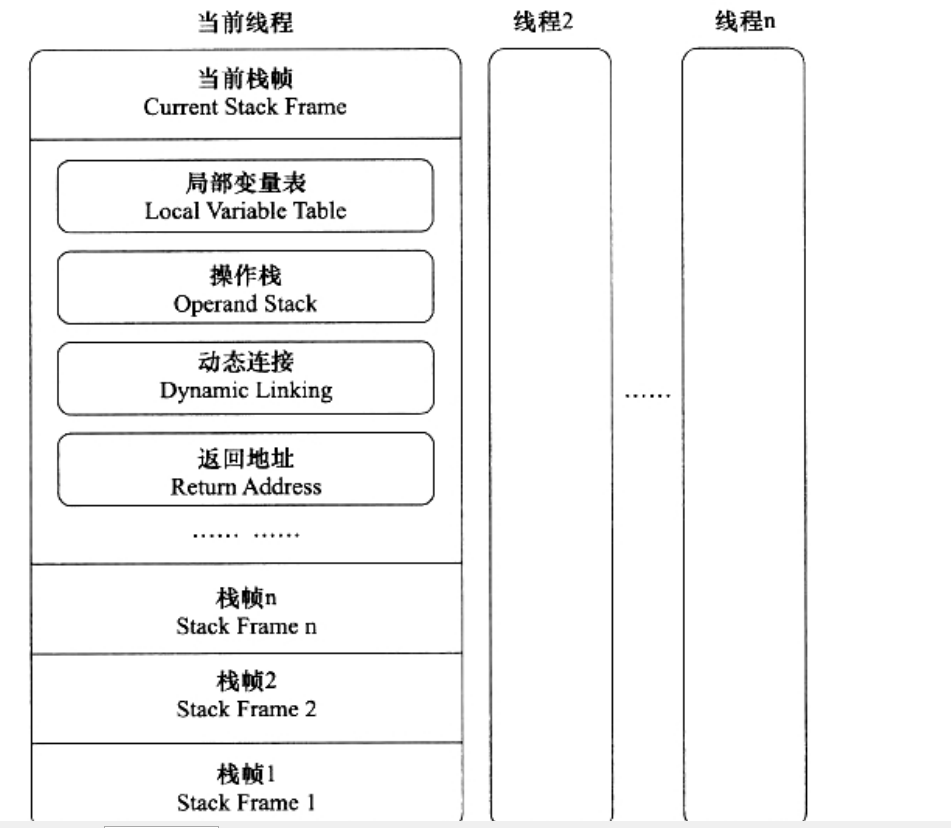 当前线程
线程2
线程n
当前栈帧
Current Stack Frame
局部变量表
Local Variable Table
操作栈
Operand Stack
动态连接
Dynamic Linking
返回地址
Return Address
…… ……
……
栈帧n
Stack Frame n
栈帧2
Stack Frame 2
栈帧1
Stack Frame 1